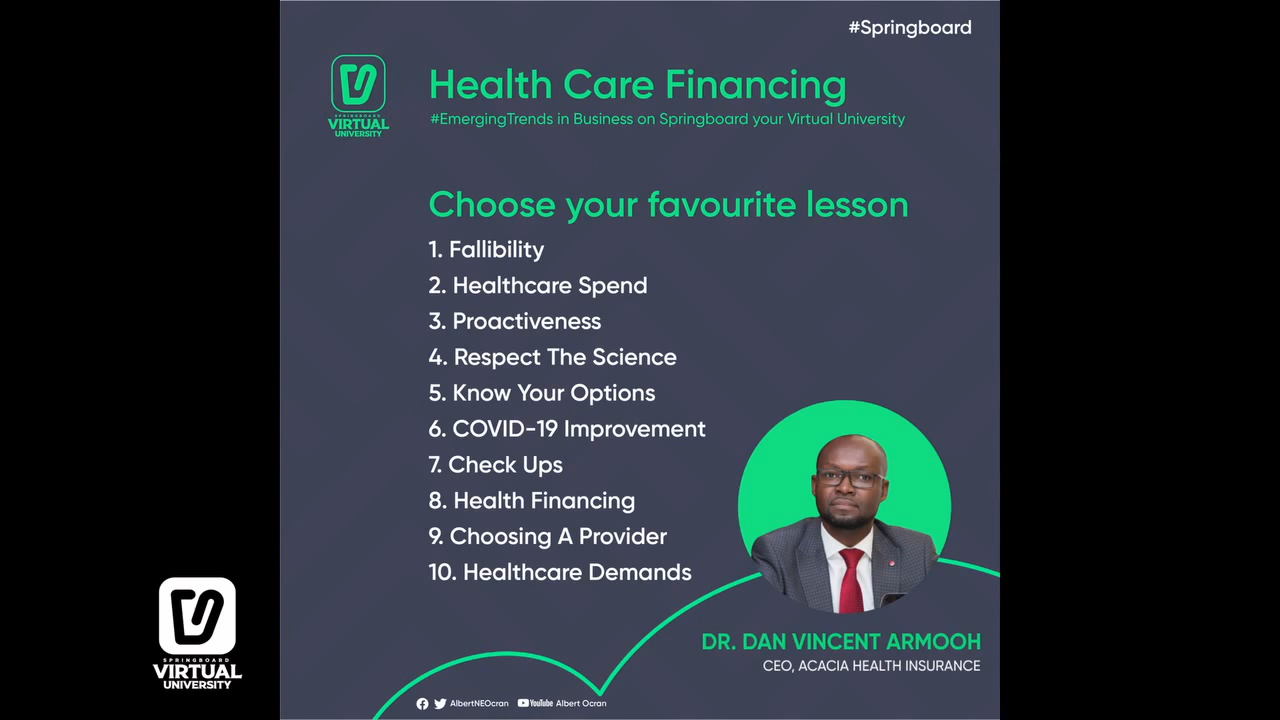 #Springboard
SPRINGBOARD
VIRTUAL
UNIVERSITY
Health Care Financing
#EmergingTrends in Business on Springboard your Virtual University
Choose your favourite lesson
1. Fallibility
2. Healthcare Spend
3. Proactiveness
4. Respect The Science
5. Know Your Options
6. COVID-19 Improvement
7. Check Ups
8. Health Financing
9. Choosing A Provider
10. Healthcare Demands
DR. DAN VINCENT ARMOOH
CEO, ACACIA HEALTH INSURANCE
AlbertNEOcran YouTube Albert Ocran
SPRINGBOARD
VIRTUAL
UNIVERSITY